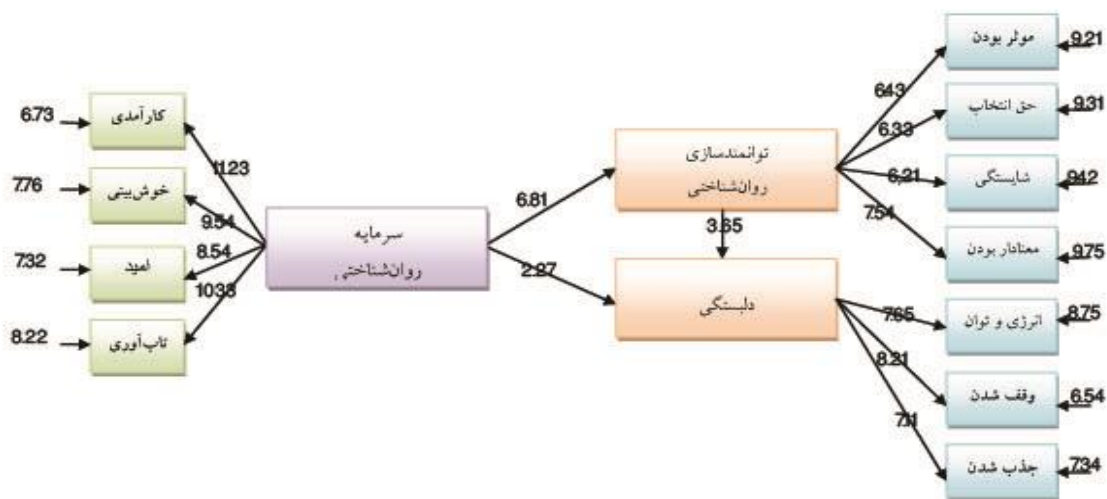 موثر بودن
9.21
6.43
حق انتخاب
9.31
6.33
شایستگی
9.42
6,21
معنادار بودن
9.75
7.54
توانمندسازی
روان‌شناختی
6.81
3.65
سرمایه
روان‌شناختی
2.27
دلبستگی
انرژی و توان
8.75
7.65
وقف شدن
6.54
8.21
جذب شدن
7.34
7.11
کارآمدی
6.73
11.23
خوش‌بینی
7.76
9.54
امید
7.32
8.54
تاب‌آوری
8.22
10.33